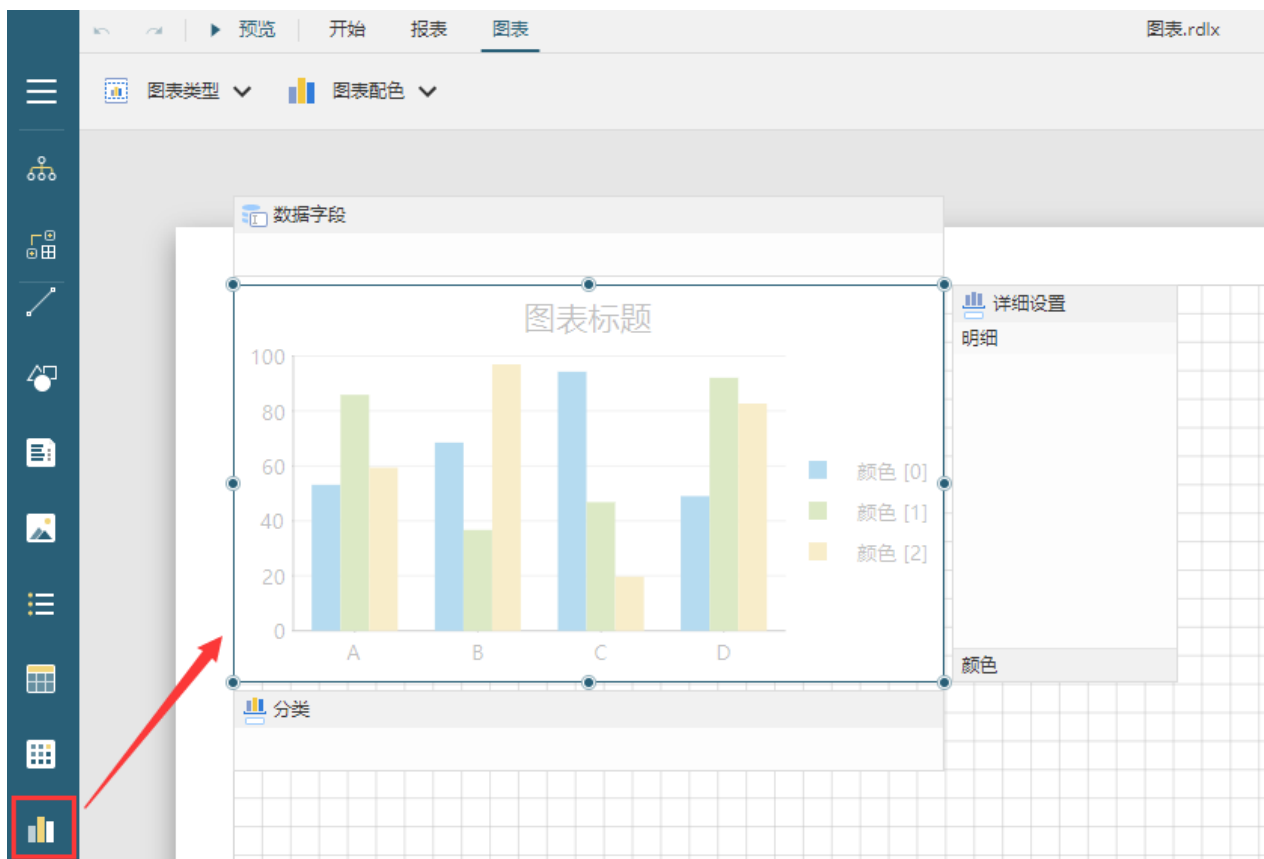 预览 开始 报表 图表 图表.rdlx
图表类型 图表配色
数据字段
图表标题
100
80
60
40
20
0
A B C D
颜色 [0]
颜色 [1]
颜色 [2]
详细设置
明细
颜色
分类